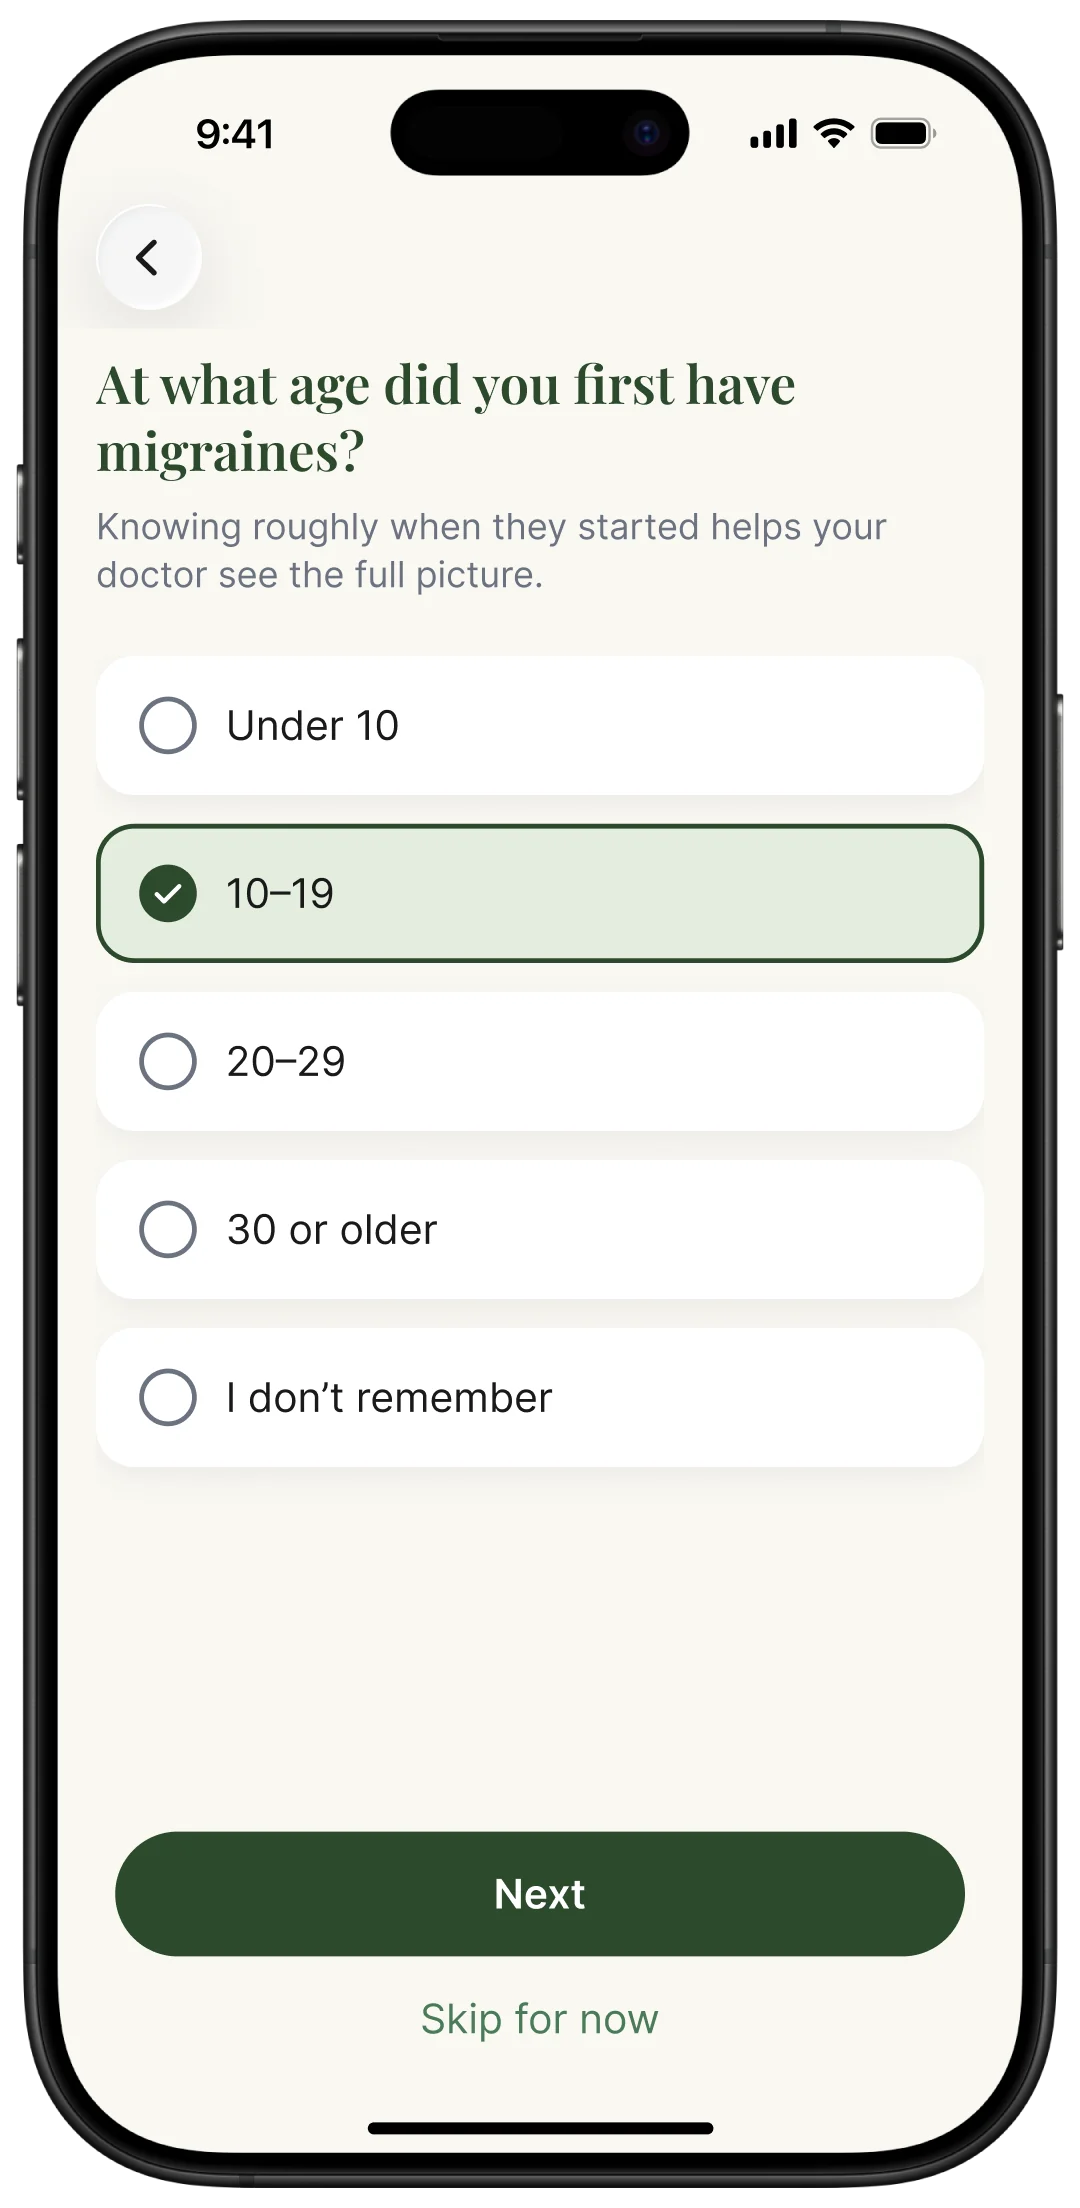 9:41
At what age did you first have
migraines?
Knowing roughly when they started helps your
doctor see the full picture.
Under 10
10–19
20–29
30 or older
I don’t remember
Next
Skip for now